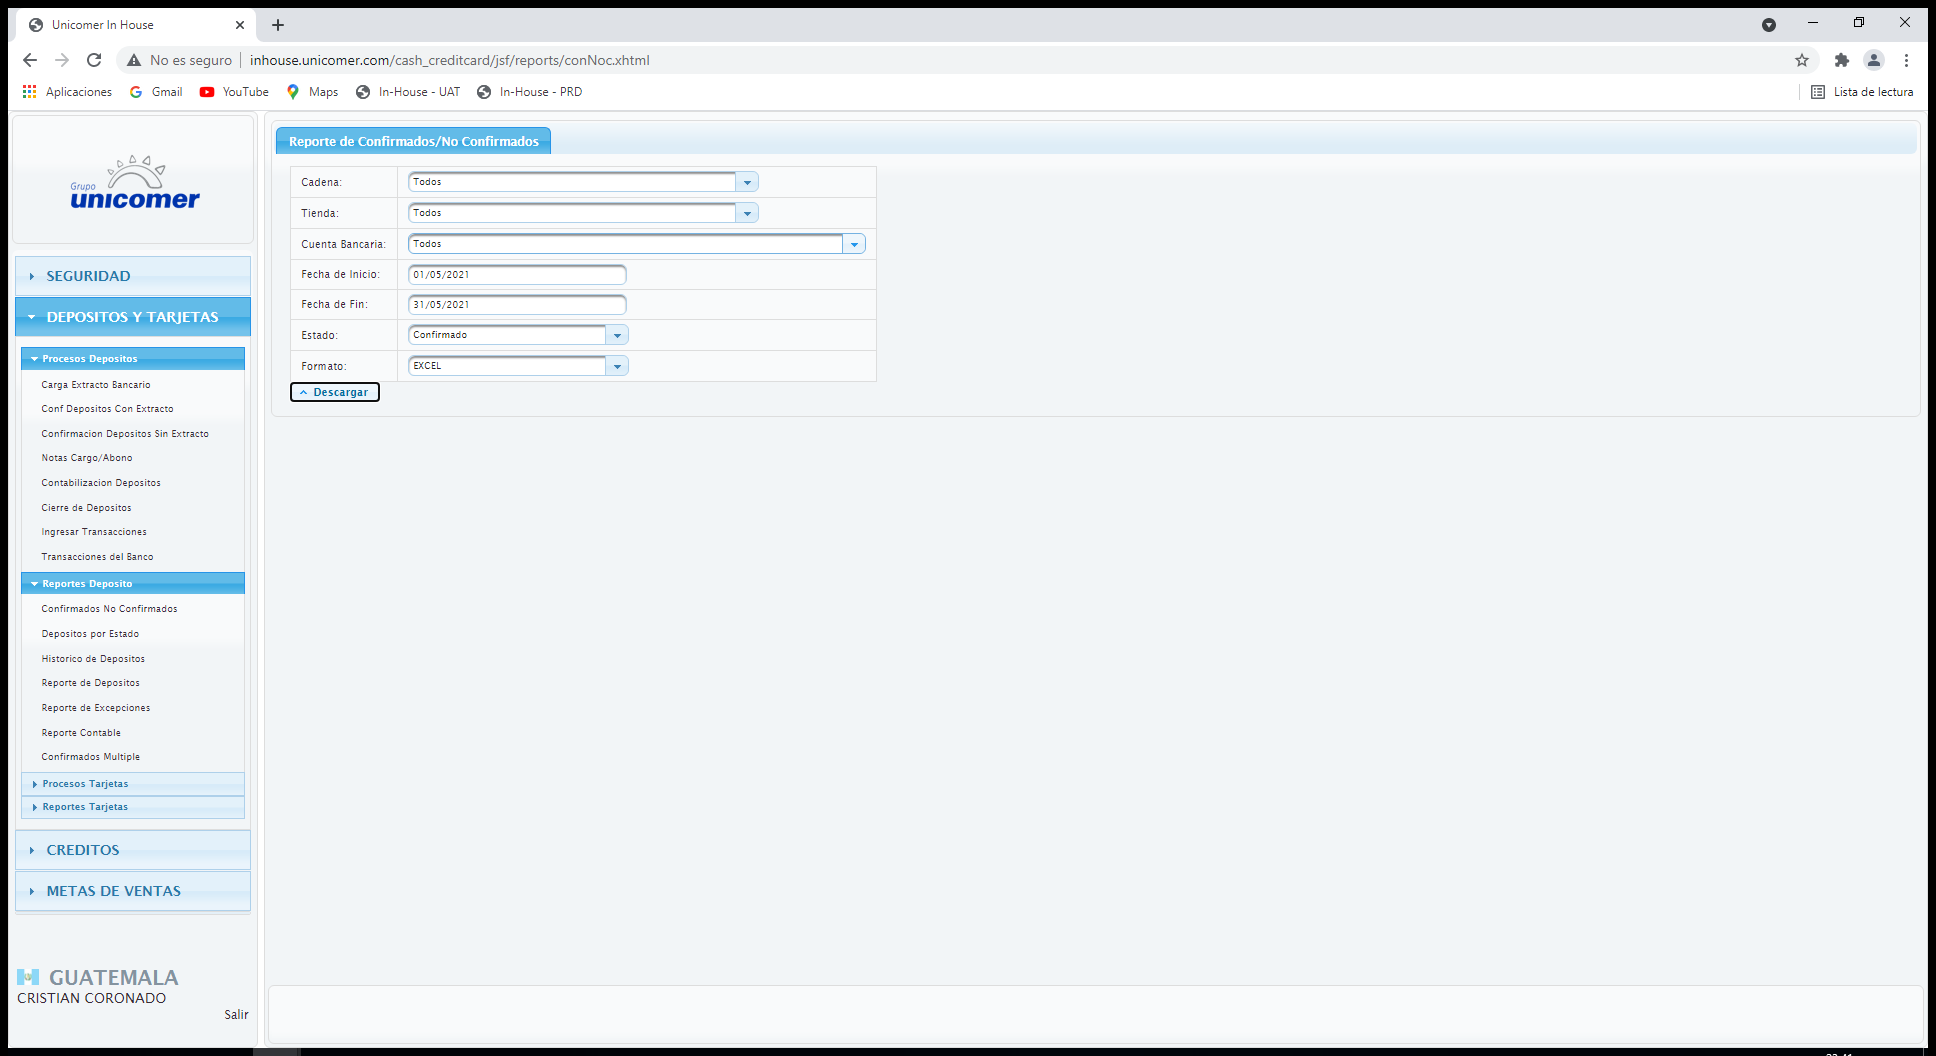 Unicomer In House
No es seguro
inhouse.unicomer.com/cash_creditcard/jsf/reports/conNoc.xhtml
Aplicaciones
Gmail
YouTube
Maps
In-House - UAT
In-House - PRD
Lista de lectura
Grupo
unicomer
SEGURIDAD
DEPOSITOS Y TARJETAS
Procesos Depositos
Carga Extracto Bancario
Conf Depositos Con Extracto
Confirmacion Depositos Sin Extracto
Notas Cargo/Abono
Contabilizacion Depositos
Cierre de Depositos
Ingresar Transacciones
Transacciones del Banco
Reportes Deposito
Confirmados No Confirmados
Depositos por Estado
Historico de Depositos
Reporte de Depositos
Reporte de Excepciones
Reporte Contable
Confirmados Multiple
Procesos Tarjetas
Reportes Tarjetas
CREDITOS
METAS DE VENTAS
GUATEMALA
CRISTIAN CORONADO
Salir
Reporte de Confirmados/No Confirmados
Cadena: Todos
Tienda: Todos
Cuenta Bancaria: Todos
Fecha de Inicio: 01/05/2021
Fecha de Fin: 31/05/2021
Estado: Confirmado
Formato: EXCEL
Descargar